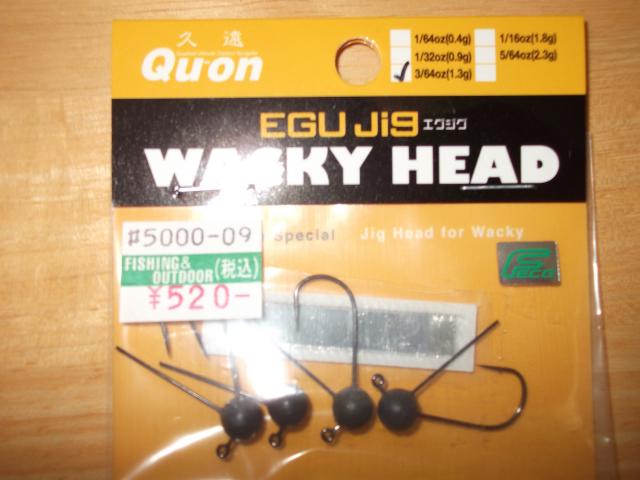 久遠
Qu-on
1/64oz(0.4g)
1/32oz(0.9g)
3/64oz(1.3g)
1/16oz(1.8g)
5/64oz(2.3g)
EGU Jig エグジグ
WACKY HEAD
Special Jig Head for Wacky
#5000-09
FISHING &
OUTDOOR (税込)
¥520-
Feco